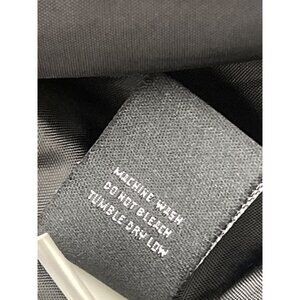 MACHINE WASH
DO NOT BLEACH
TUMBLE DRY LOW